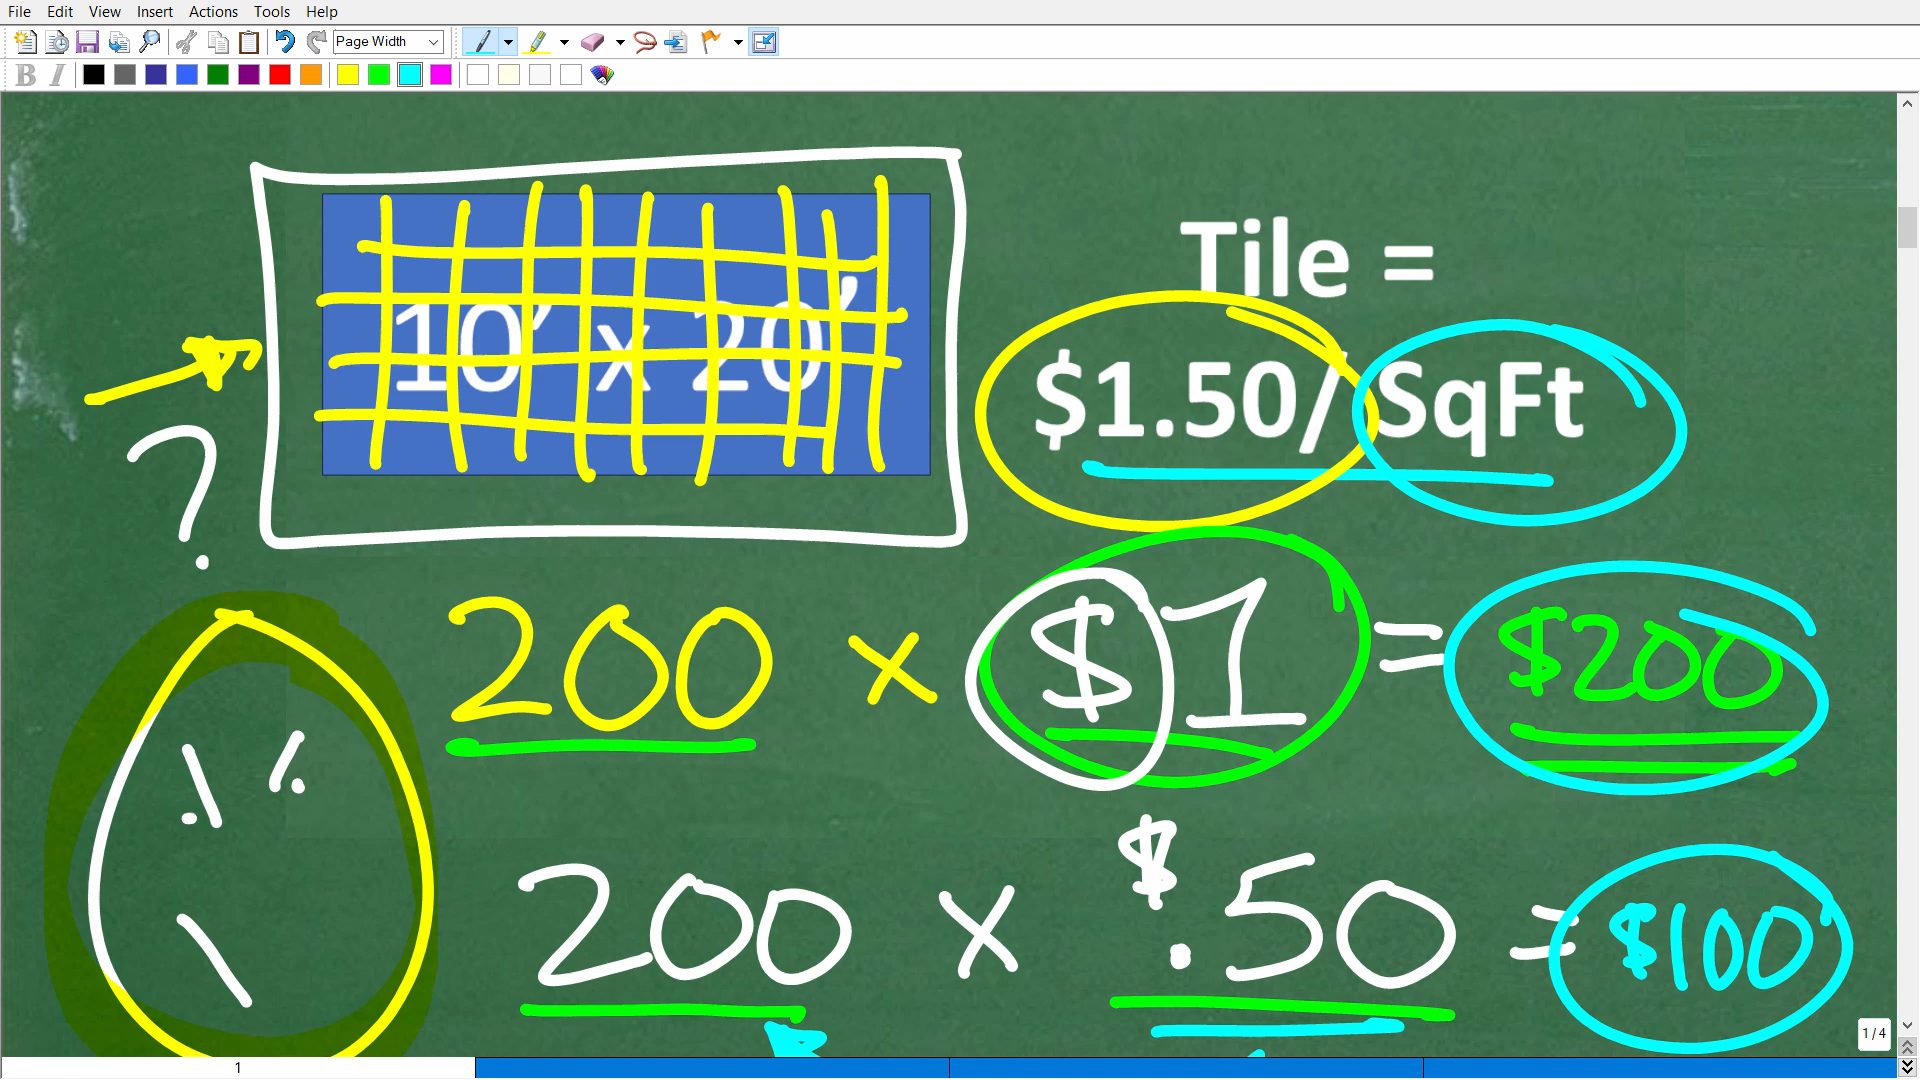 File Edit View Insert Actions Tools Help
Page Width
B I
10' x 20'
Tile =
$1.50/ SqFt
?
200 x $1 = $200
200 x $.50 = $100
1 / 4
1